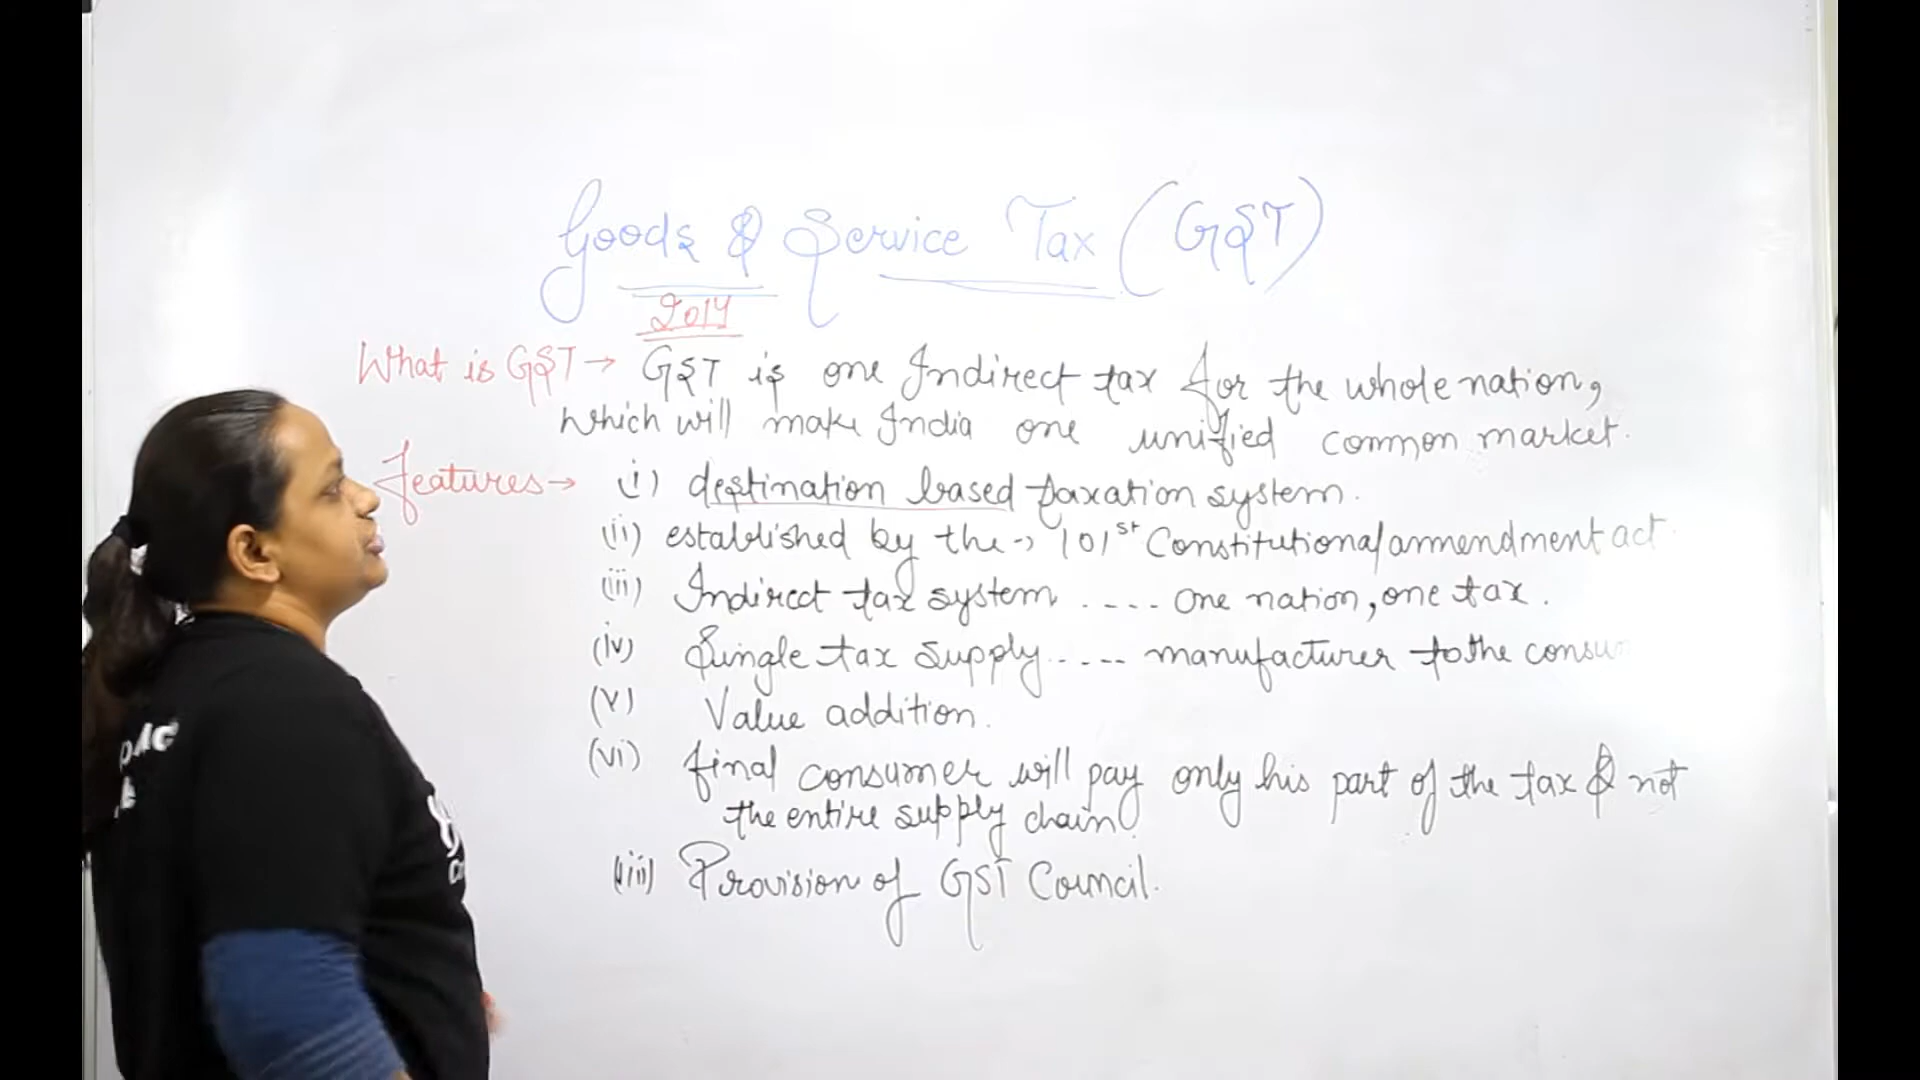 Goods & Service Tax (GST)
2014
What is GST → GST is one Indirect tax for the whole nation,
which will make India one unified common market.
Features → (i) destination based taxation system.
(ii) established by the → 101st Constitutional ammendment act
(iii) Indirect tax system .... one nation, one tax.
(iv) Single tax supply..... manufacturer to the consu
(v) Value addition.
(vi) final consumer will pay only his part of the tax & not
the entire supply chain.
Provision of GST Council.